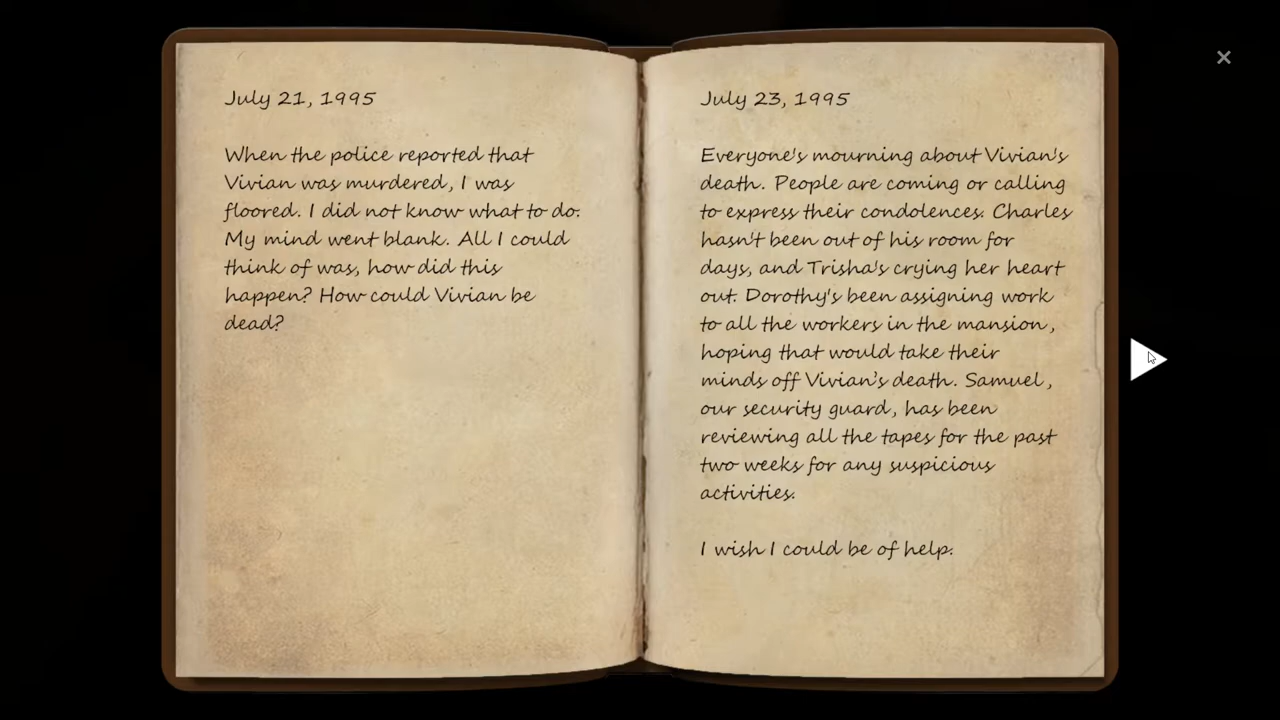 July 21, 1995
When the police reported that
Vivian was murdered, I was
floored. I did not know what to do.
My mind went blank. All I could
think of was, how did this
happen? How could Vivian be
dead?
July 23, 1995
Everyone's mourning about Vivian's
death. People are coming or calling
to express their condolences. Charles
hasn't been out of his room for
days, and Trisha's crying her heart
out. Dorothy's been assigning work
to all the workers in the mansion,
hoping that would take their
minds off Vivian's death. Samuel,
our security guard, has been
reviewing all the tapes for the past
two weeks for any suspicious
activities.
I wish I could be of help.